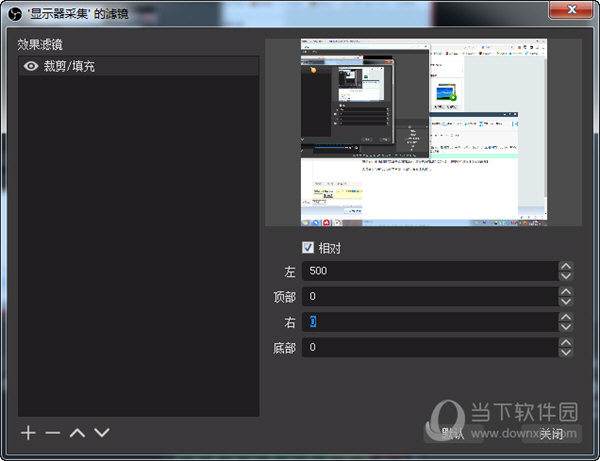 '显示器采集' 的滤镜
效果滤镜
裁剪/填充
相对
左 500
顶部 0
右 0
底部 0
默认 关闭
当下软件园
www.downxia.com